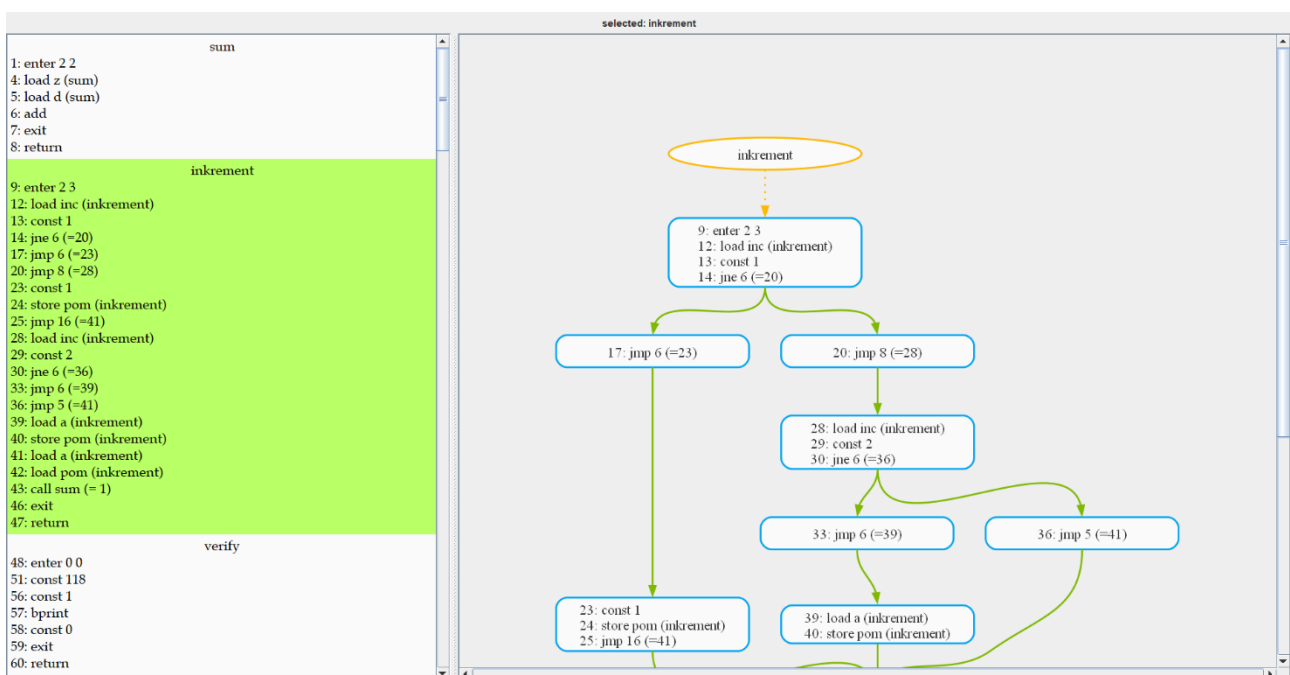 selected: inkrement
sum
1: enter 2 2
4: load z (sum)
5: load d (sum)
6: add
7: exit
8: return
inkrement
9: enter 2 3
12: load inc (inkrement)
13: const 1
14: jne 6 (=20)
17: jmp 6 (=23)
20: jmp 8 (=28)
23: const 1
24: store pom (inkrement)
25: jmp 16 (=41)
28: load inc (inkrement)
29: const 2
30: jne 6 (=36)
33: jmp 6 (=39)
36: jmp 5 (=41)
39: load a (inkrement)
40: store pom (inkrement)
41: load a (inkrement)
42: load pom (inkrement)
43: call sum (= 1)
46: exit
47: return
verify
48: enter 0 0
51: const 118
56: const 1
57: bprint
58: const 0
59: exit
60: return
inkrement
9: enter 2 3
12: load inc (inkrement)
13: const 1
14: jne 6 (=20)
17: jmp 6 (=23)
20: jmp 8 (=28)
28: load inc (inkrement)
29: const 2
30: jne 6 (=36)
33: jmp 6 (=39)
36: jmp 5 (=41)
23: const 1
24: store pom (inkrement)
25: jmp 16 (=41)
39: load a (inkrement)
40: store pom (inkrement)